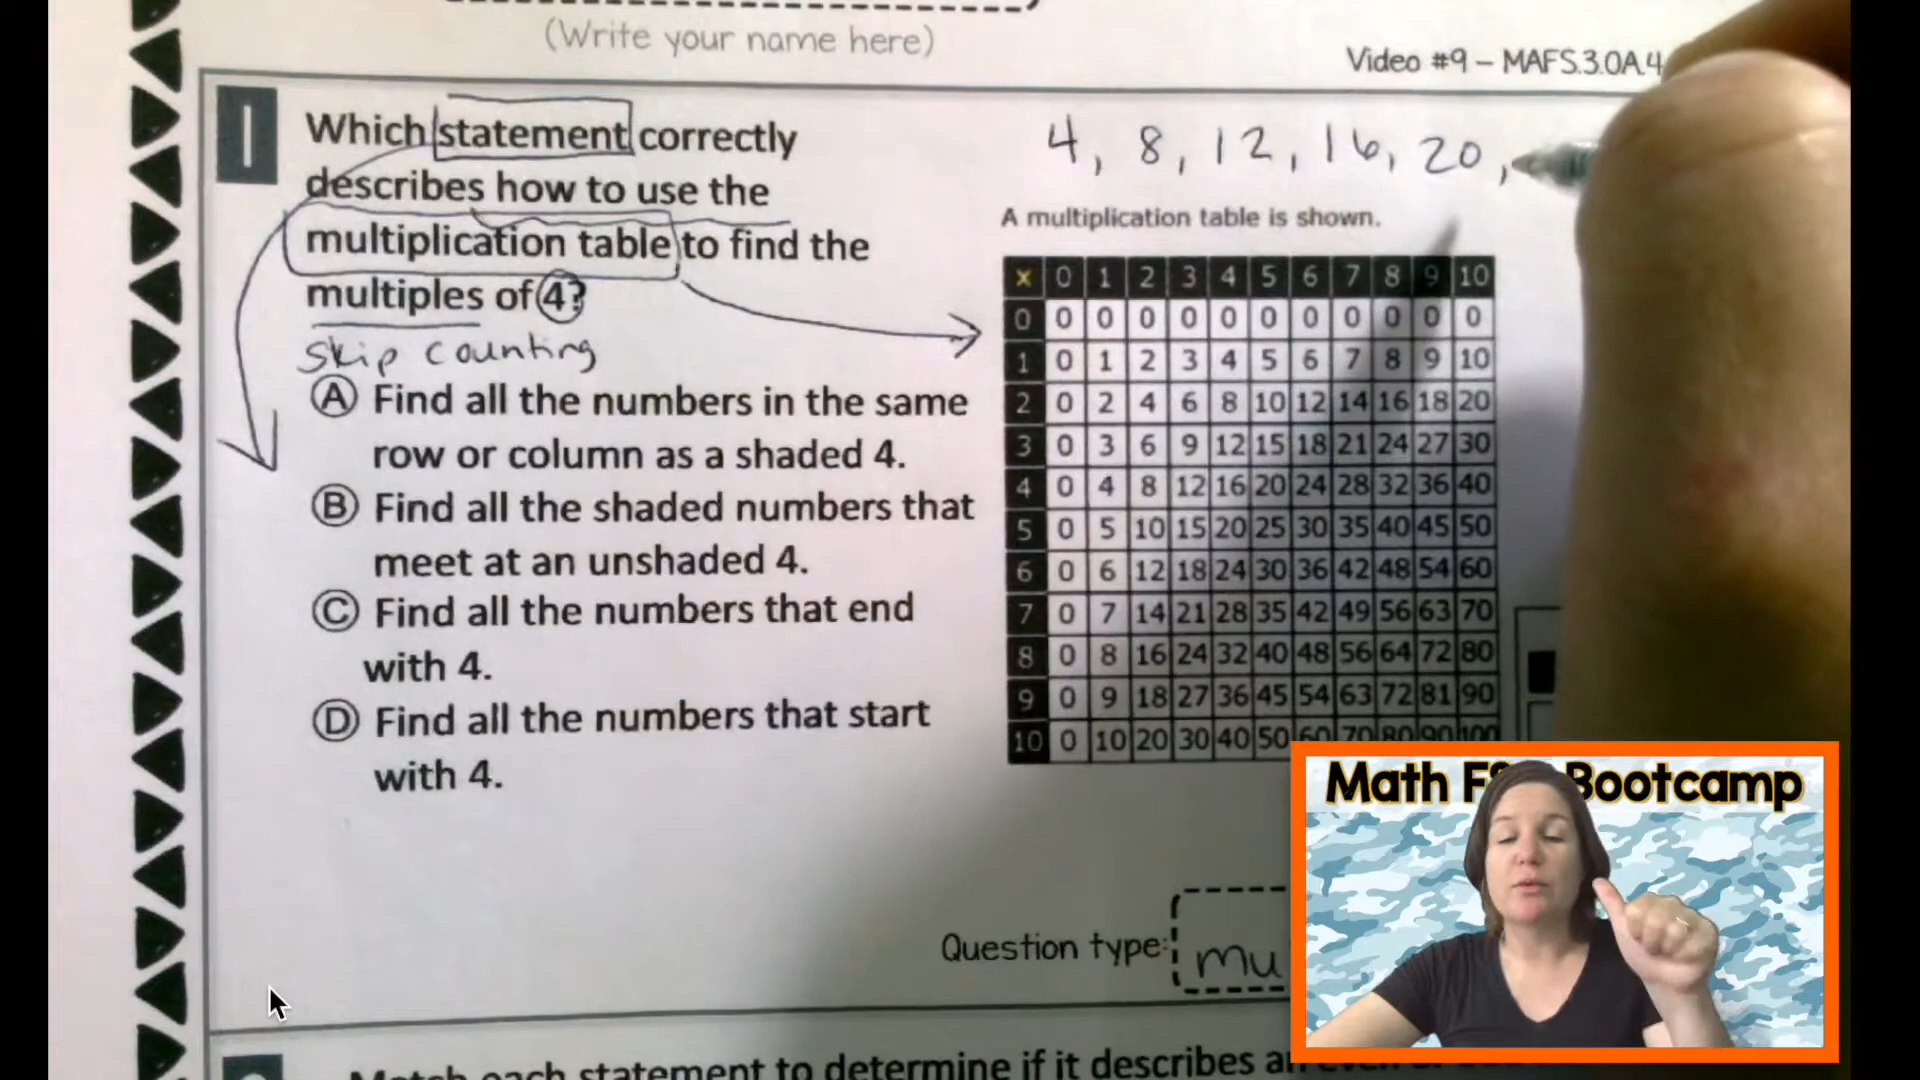 (Write your name here)
Video #9 – MAFS.3.OA.4
1
Which statement correctly
describes how to use the
multiplication table to find the
multiples of 4?
skip counting
A Find all the numbers in the same
row or column as a shaded 4.
B Find all the shaded numbers that
meet at an unshaded 4.
C Find all the numbers that end
with 4.
D Find all the numbers that start
with 4.
4, 8, 12, 16, 20,
A multiplication table is shown.
x 0 1 2 3 4 5 6 7 8 9 10
0 0 0 0 0 0 0 0 0 0 0 0
1 0 1 2 3 4 5 6 7 8 9 10
2 0 2 4 6 8 10 12 14 16 18 20
3 0 3 6 9 12 15 18 21 24 27 30
4 0 4 8 12 16 20 24 28 32 36 40
5 0 5 10 15 20 25 30 35 40 45 50
6 0 6 12 18 24 30 36 42 48 54 60
7 0 7 14 21 28 35 42 49 56 63 70
8 0 8 16 24 32 40 48 56 64 72 80
9 0 9 18 27 36 45 54 63 72 81 90
10 0 10 20 30 40 50 60 70 80 90 100
Question type: mu
Math Bootcamp
Match each statement to determine if it describes